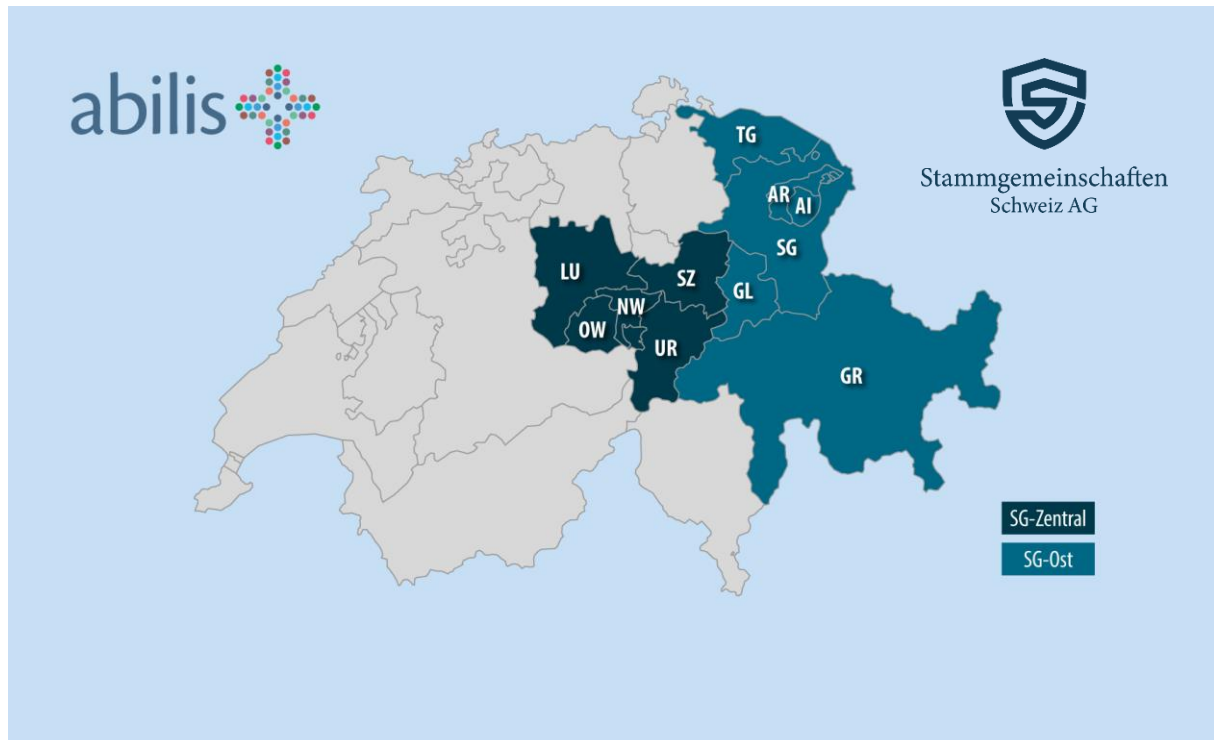 abilis
Stammgemeinschaften
Schweiz AG
TG
AR
AI
SG
LU
SZ
GL
NW
OW
UR
GR
SG-Zentral
SG-Ost